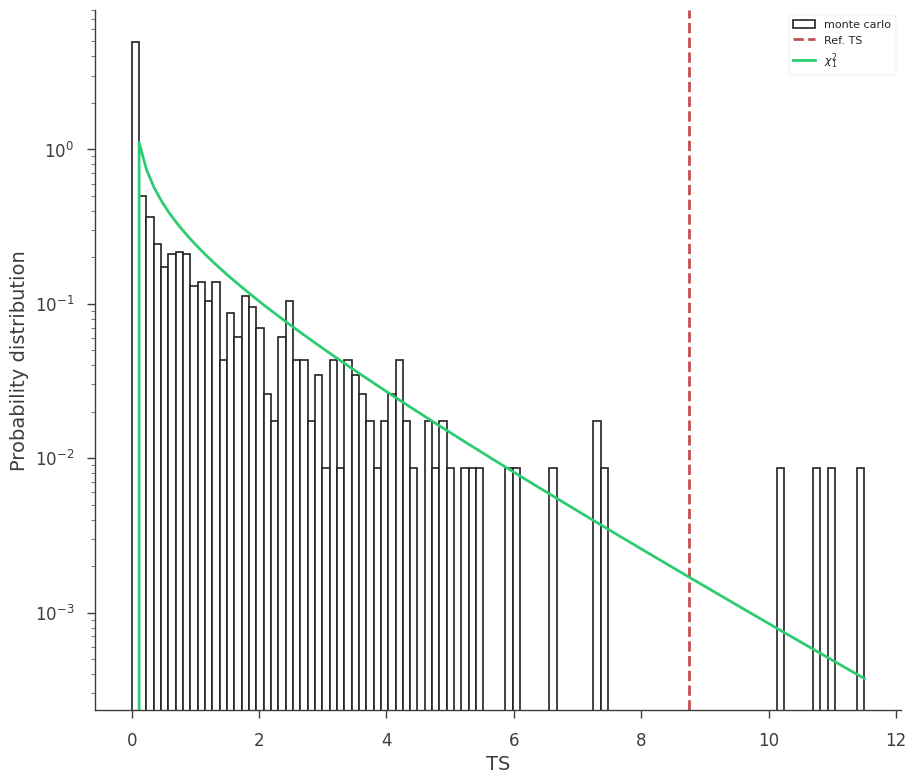 monte carlo
Ref. TS
χ²₁
Probability distribution
10⁰
10⁻¹
10⁻²
10⁻³
0 2 4 6 8 10 12
TS